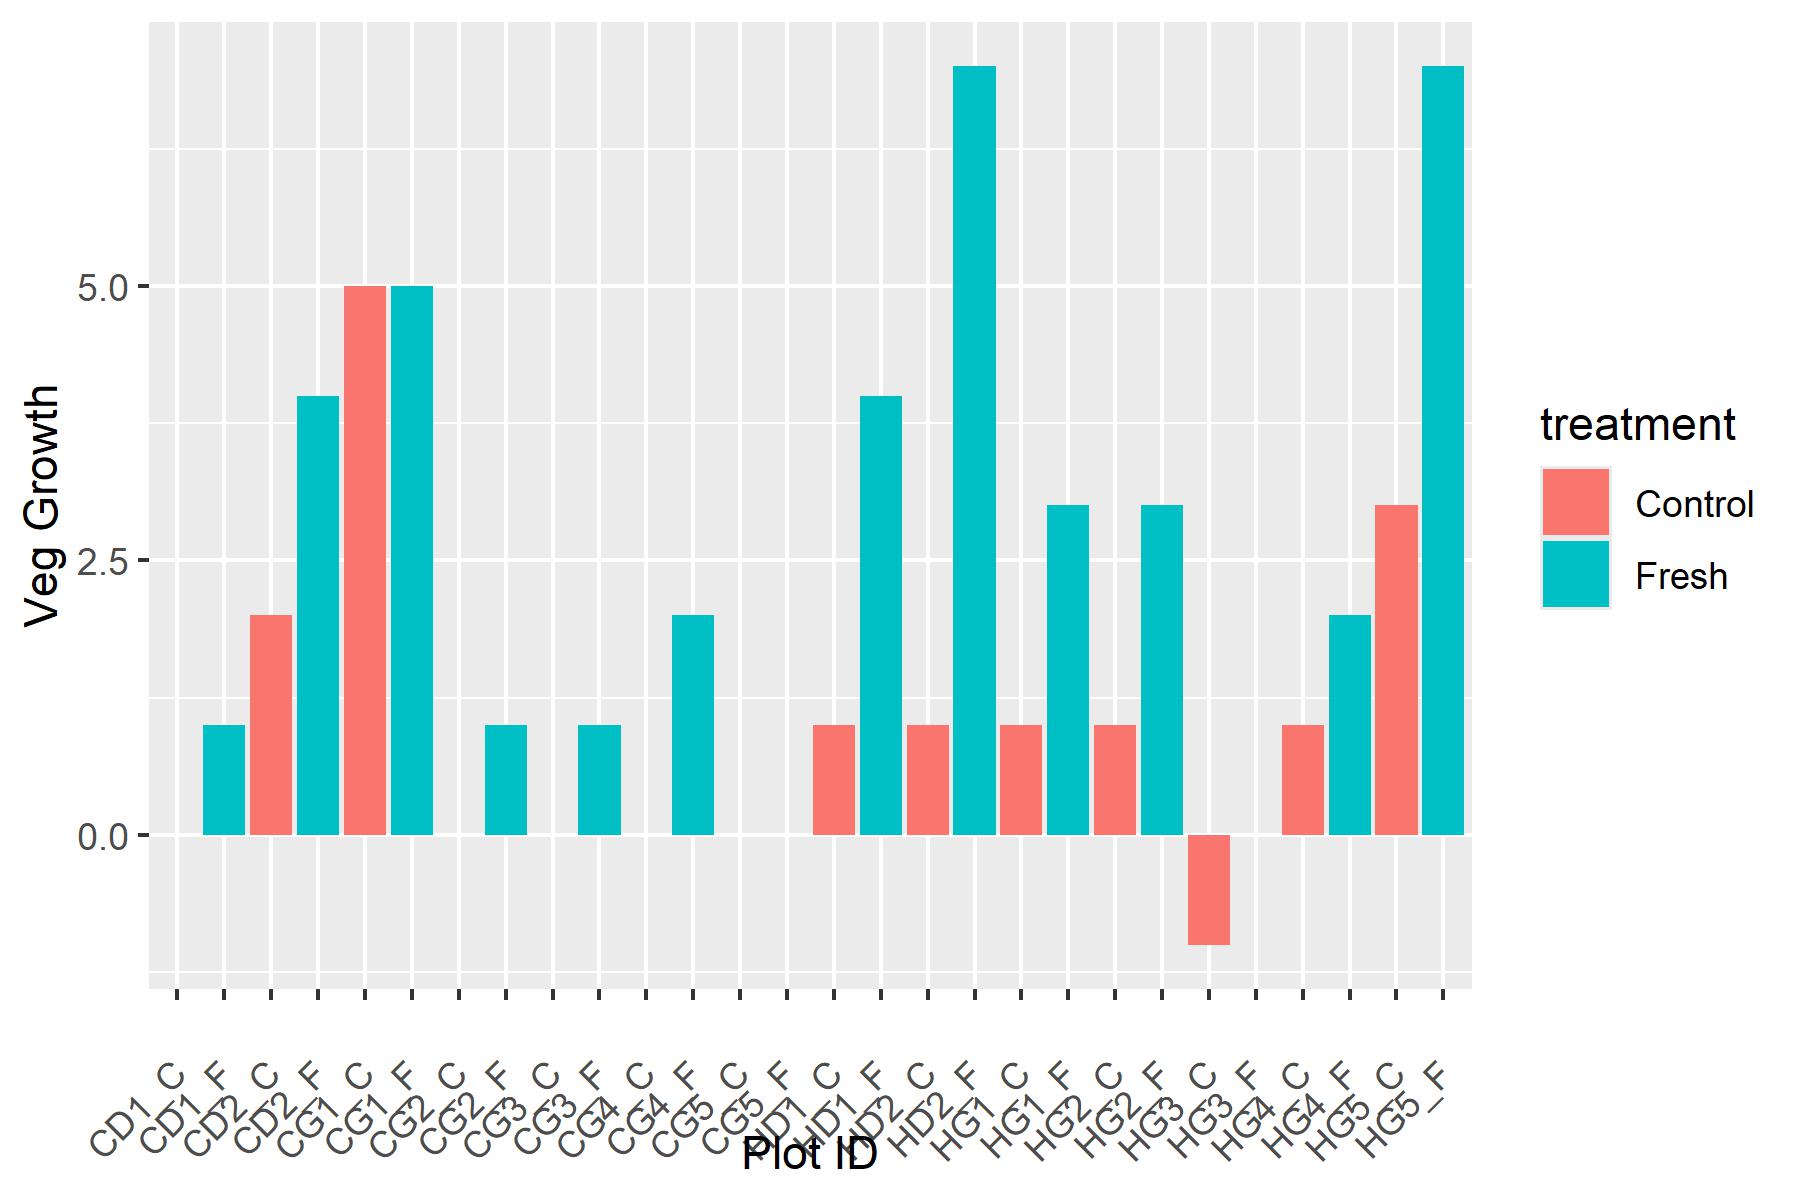 5.0
2.5
0.0
Veg Growth
CD1_C
CD1_F
CD2_C
CD2_F
CG1_C
CG1_F
CG2_C
CG2_F
CG3_C
CG3_F
CG4_C
CG4_F
CG5_C
CG5_F
HD1_C
HD1_F
HD2_C
HD2_F
HG1_C
HG1_F
HG2_C
HG2_F
HG3_C
HG3_F
HG4_C
HG4_F
HG5_C
HG5_F
Plot ID
treatment
Control
Fresh